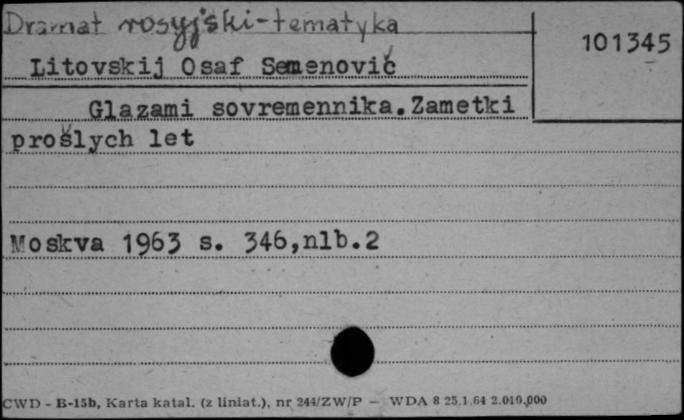 Dramat rosyjski-tematyka
101345
Litovskij Osaf Semenovič
Glazami sovremennika.Zametki
prošlych let
Moskva 1963 s. 346,nlb.2
CWD - B-15b, Karta katal. (z liniat.), nr 244/ZW/P — WDA 8 25.1.64 2.010.000